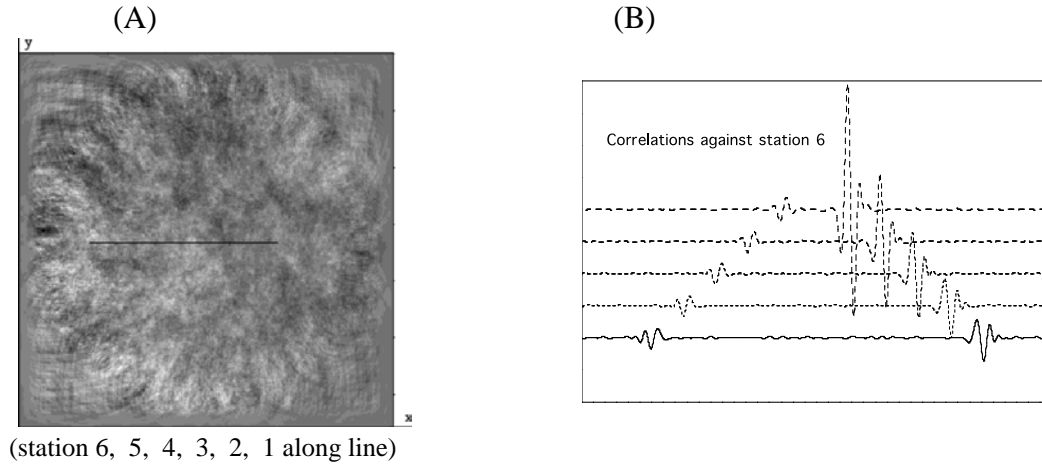 (A)
(B)
y
Correlations against station 6
x
(station 6, 5, 4, 3, 2, 1 along line)